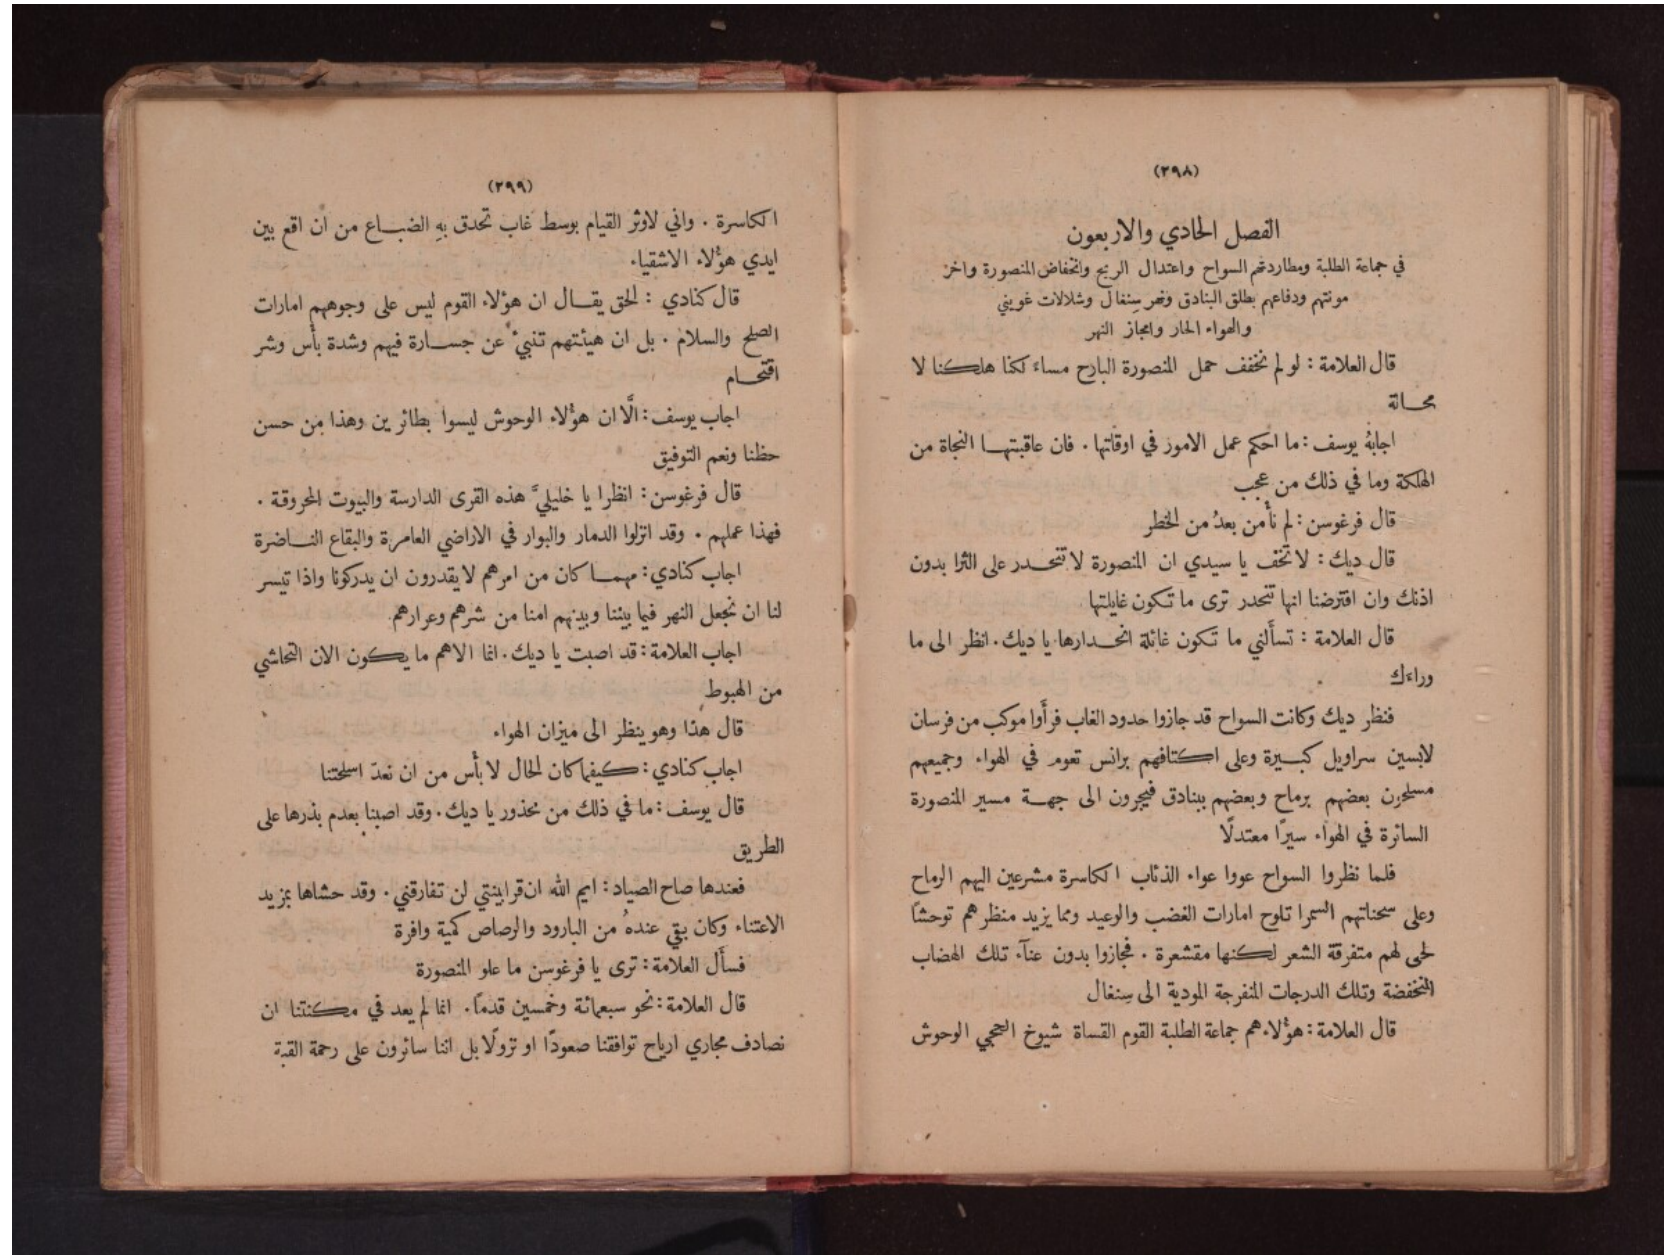 (٢٩٨)
الفصل الحادي والاربعون
في جماعة الطلبة ومطاردتهم السواح واعتدال الريح وانخفاض المنصورة واخر
مونتهم ودفاعهم بطلق البنادق ونهر سِنغال وشلالات غويني
والهواء الحار وامجاز النهر
قال العلامة : لو لم نخفف حمل المنصورة البارح مساءً لكنا هلكنا لا
محالة
اجابهُ يوسف : ما احكم عمل الامور في اوقاتها . فان عاقبتها النجاة من
الهلكة وما في ذلك من عجب
قال فرغوسن : لم نأمن بعدُ من الخطر
قال ديك : لا تخف يا سيدي ان المنصورة لا تنحدر على الثرا بدون
اذنك وان افترضنا انها تنحدر ترى ما تكون غايلتها
قال العلامة : تسألني ما تكون غائلة انحدارها يا ديك . انظر الى ما
وراءك
فنظر ديك وكانت السواح قد جازوا حدود الغاب فرأوا موكب من فرسان
لابسين سراويل كبيرة وعلى اكتافهم برانس تعوم في الهواء وجميعهم
مسلحون بعضهم برماح وبعضهم ببنادق فيجرون الى جهة مسير المنصورة
السائرة في الهواء سيرًا معتدلًا
فلما نظروا السواح عووا عواء الذئاب الكاسرة مشرعين اليهم الرماح
وعلى سحناتهم السمرا تلوح امارات الغضب والوعيد ومما يزيد منظرهم توحشًا
لحى لهم متفرقة الشعر لكنها مقشعرة . فجازوا بدون عنآء تلك الهضاب
المنخفضة وتلك الدرجات المنفرجة المودية الى سِنغال
قال العلامة : هؤلاء هم جماعة الطلبة القوم القساة شيوخ العجي الوحوش
(٢٩٩)
الكاسرة . واني لاوثر القيام بوسط غاب تحدق بهِ الضباع من ان اقع بين
ايدي هؤلاء الاشقياء
قال كنادي : الحق يقال ان هؤلاء القوم ليس على وجوههم امارات
الصلح والسلام . بل ان هيئتهم تنبئُ عن جسارة فيهم وشدة بأس وشر
اقتحام
اجاب يوسف : الَّا ان هؤلاء الوحوش ليسوا بطائرين وهذا من حسن
حظنا ونعم التوفيق
قال فرغوسن : انظرا يا خليليَّ هذه القرى الدارسة والبيوت المحروقة .
فهذا عملهم . وقد انزلوا الدمار والبوار في الاراضي العامرة والبقاع الناضرة
اجاب كنادي : مهما كان من امرهم لا يقدرون ان يدركونا واذا تيسر
لنا ان نجعل النهر فيما بيننا وبينهم امنا من شرهم وعرارهم
اجاب العلامة : قد اصبت يا ديك . انما الاهم ما يكون الان التحاشي
من الهبوط
قال هذا وهو ينظر الى ميزان الهواء
اجاب كنادي : كيفما كان الحال لا بأس من ان نعدّ اسلحتنا
قال يوسف : ما في ذلك من محذور يا ديك . وقد اصبنا بعدم بذرها على
الطريق
فعندها صاح الصياد : ايم الله ان قرابينتي لن تفارقني . وقد حشاها بمزيد
الاعتناء وكان بقي عندهُ من البارود والرصاص كمية وافرة
فسأل العلامة : ترى يا فرغوسن ما علو المنصورة
قال العلامة : نحو سبعمائة وخمسين قدمًا . انما لم يعد في مكنتنا ان
نصادف مجاري ارياح توافقنا صعودًا او نزولًا بل اننا سائرون على رحمة القبة